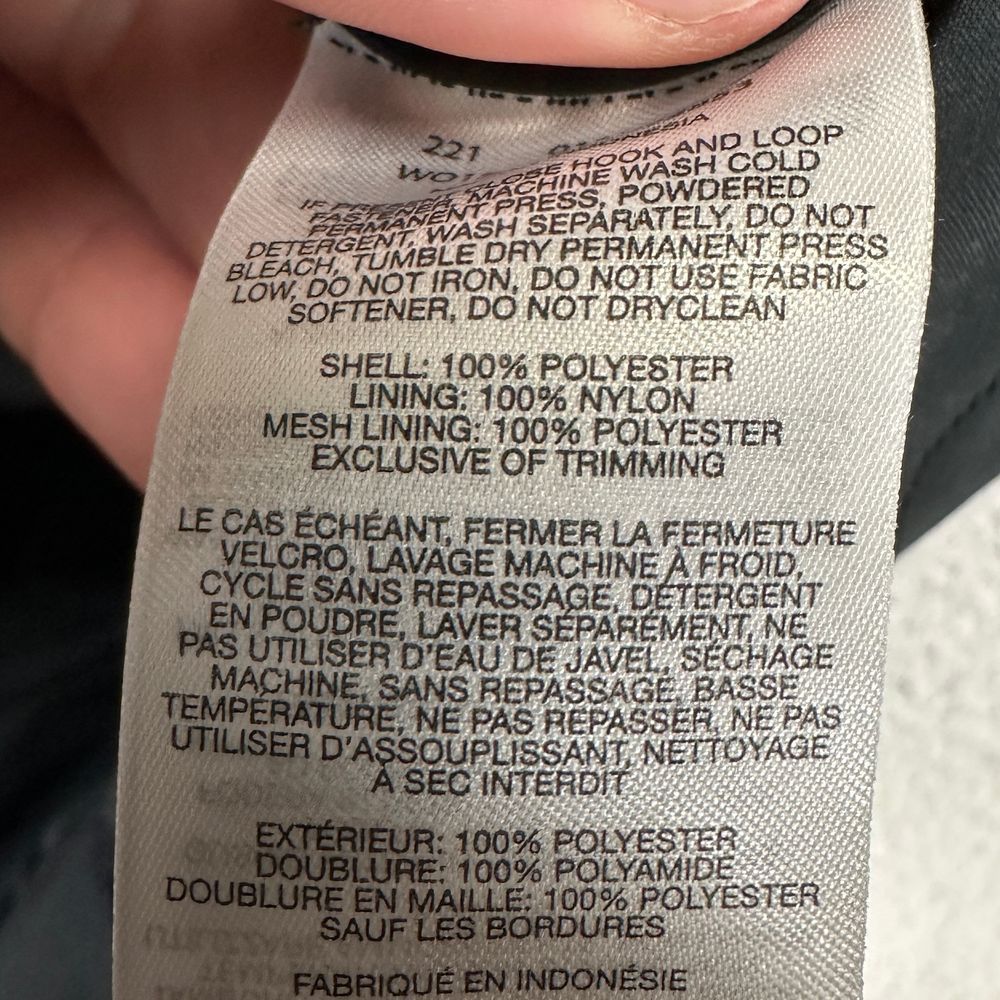 221
IF CLOSE HOOK AND LOOP
MACHINE WASH COLD
PERMANENT PRESS, POWDERED
DETERGENT, WASH SEPARATELY, DO NOT
BLEACH, TUMBLE DRY PERMANENT PRESS
LOW, DO NOT IRON, DO NOT USE FABRIC
SOFTENER, DO NOT DRYCLEAN
SHELL: 100% POLYESTER
LINING: 100% NYLON
MESH LINING: 100% POLYESTER
EXCLUSIVE OF TRIMMING
LE CAS ÉCHÉANT, FERMER LA FERMETURE
VELCRO, LAVAGE MACHINE À FROID,
CYCLE SANS REPASSAGE, DÉTERGENT
EN POUDRE, LAVER SÉPARÉMENT, NE
PAS UTILISER D'EAU DE JAVEL, SÉCHAGE
MACHINE, SANS REPASSAGE, BASSE
TEMPÉRATURE, NE PAS REPASSER, NE PAS
UTILISER D'ASSOUPLISSANT, NETTOYAGE
À SEC INTERDIT
EXTÉRIEUR: 100% POLYESTER
DOUBLURE: 100% POLYAMIDE
DOUBLURE EN MAILLE: 100% POLYESTER
SAUF LES BORDURES
FABRIQUÉ EN INDONÉSIE